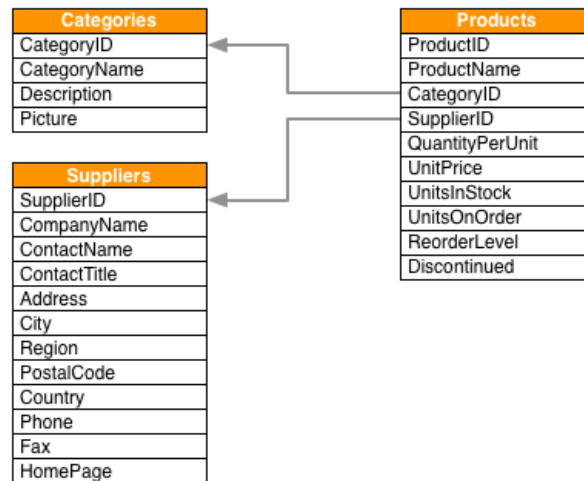 Categories
CategoryID
CategoryName
Description
Picture
Products
ProductID
ProductName
CategoryID
SupplierID
QuantityPerUnit
UnitPrice
UnitsInStock
UnitsOnOrder
ReorderLevel
Discontinued
Suppliers
SupplierID
CompanyName
ContactName
ContactTitle
Address
City
Region
PostalCode
Country
Phone
Fax
HomePage